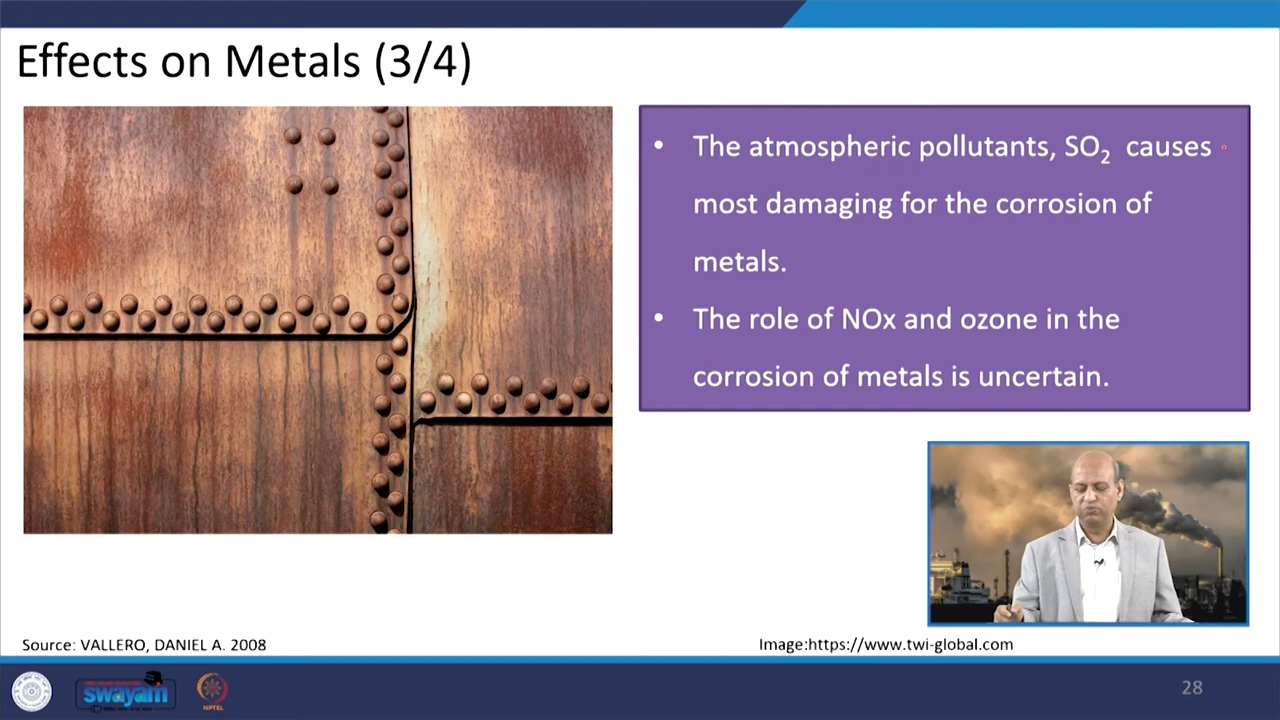 Effects on Metals (3/4)
• The atmospheric pollutants, SO₂ causes
most damaging for the corrosion of
metals.
• The role of NOx and ozone in the
corrosion of metals is uncertain.
Source: VALLERO, DANIEL A. 2008
Image:https://www.twi-global.com
swayam
NPTEL
28